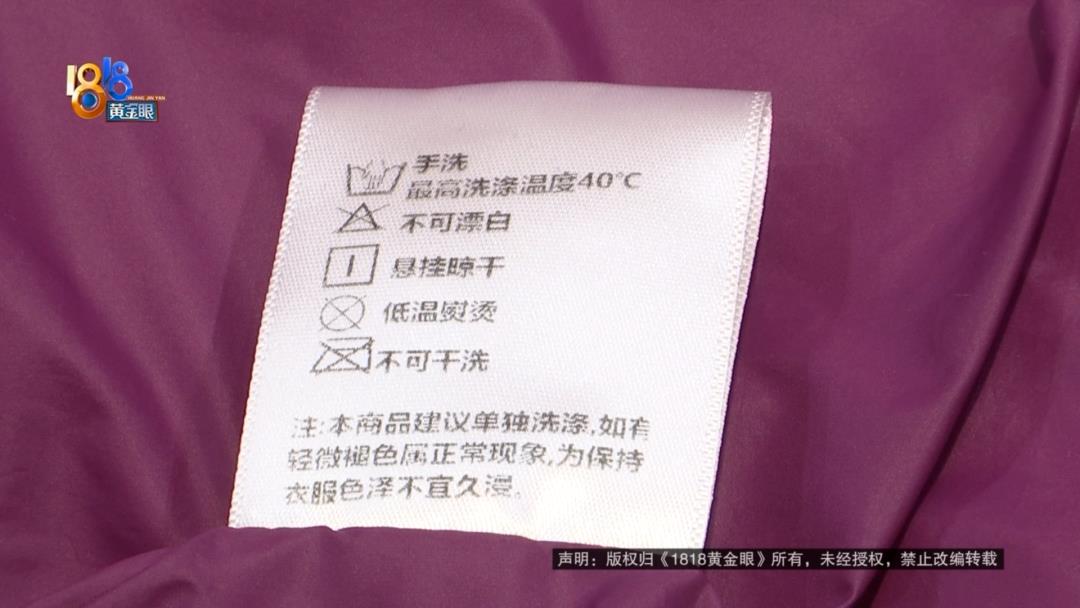 1818
HUANG JIN YAN
黄金眼
手洗
最高洗涤温度40℃
不可漂白
悬挂晾干
低温熨烫
不可干洗
注:本商品建议单独洗涤,如有
轻微褪色属正常现象,为保持
衣服色泽不宜久浸。
声明：版权归《1818黄金眼》所有，未经授权，禁止改编转载